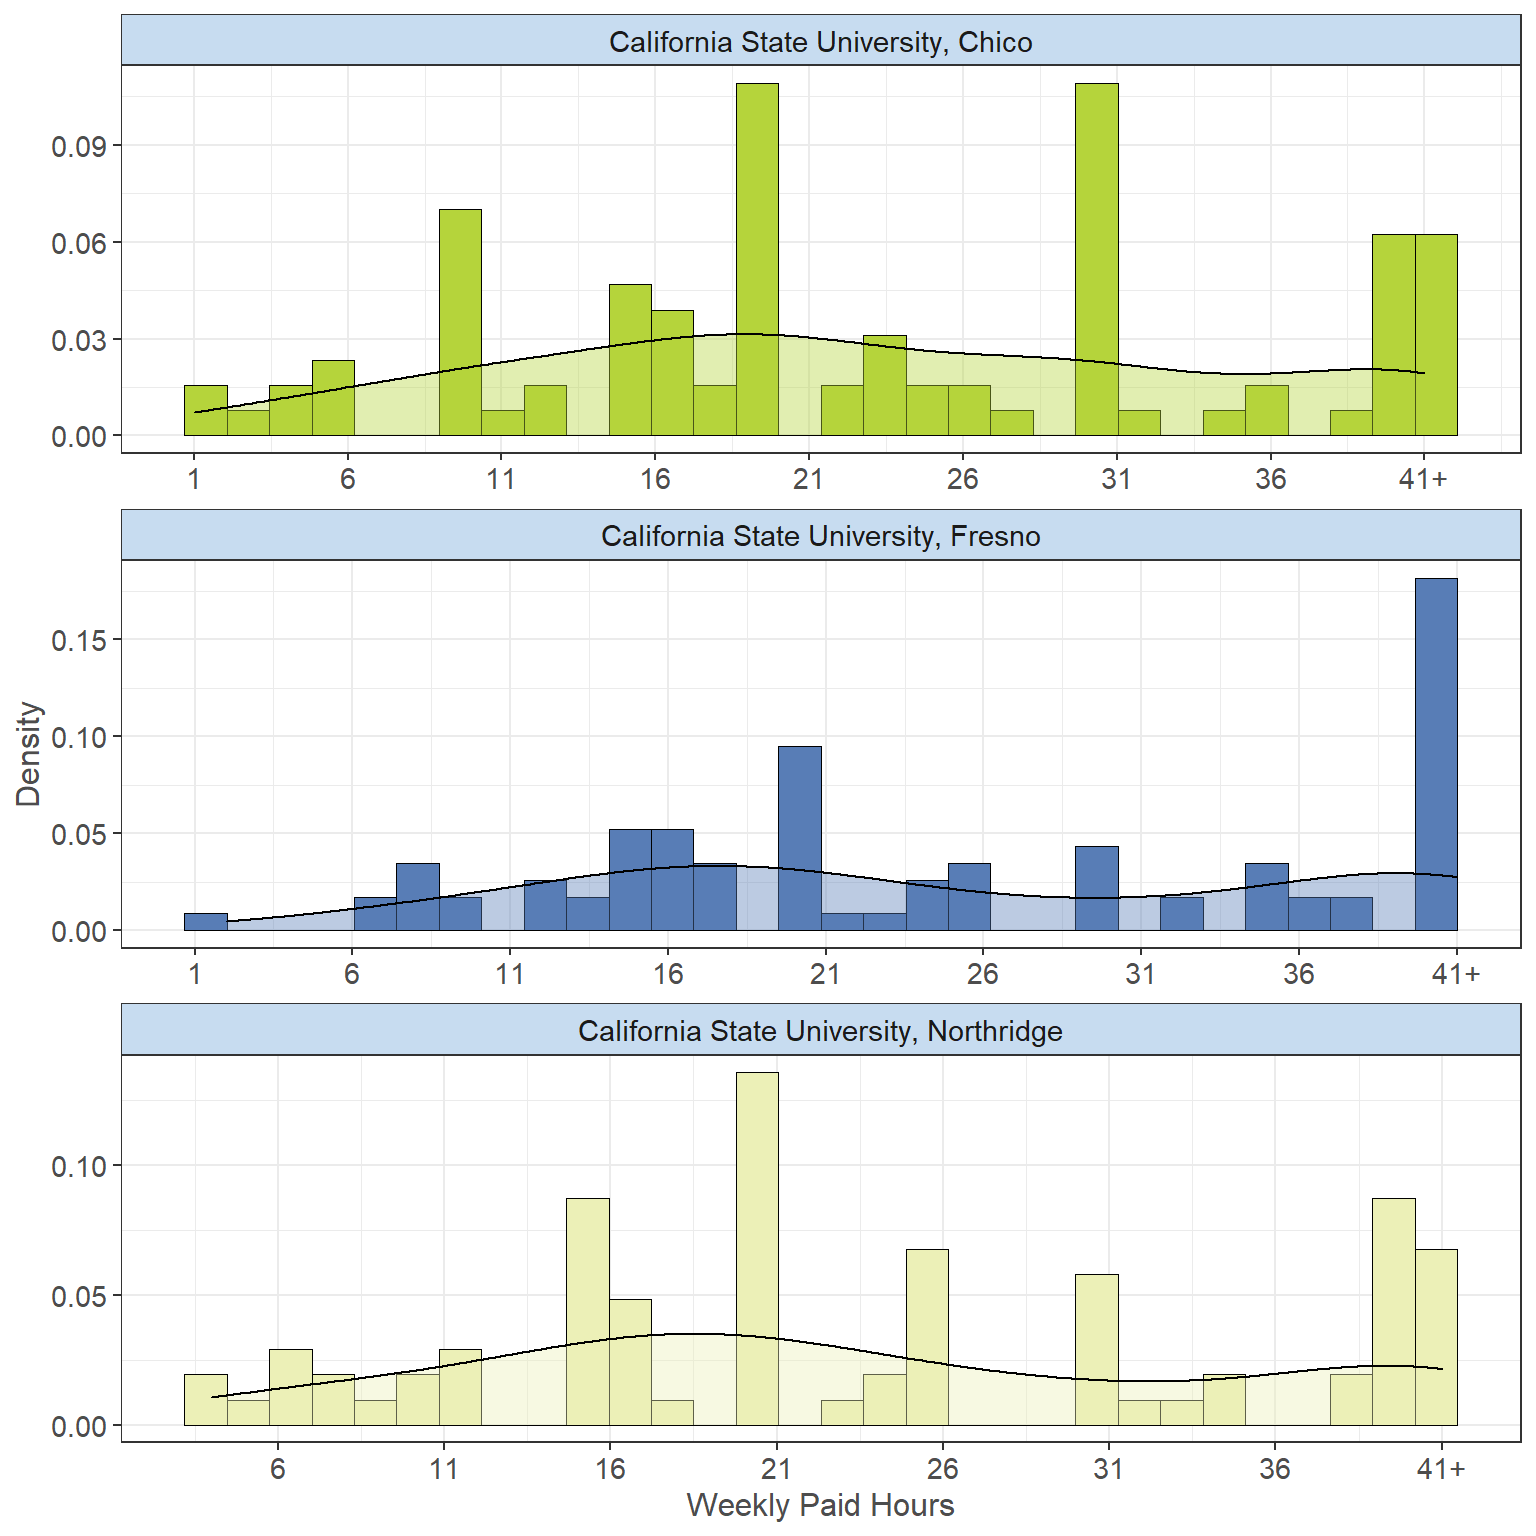 California State University, Chico
0.09
0.06
0.03
0.00
1 6 11 16 21 26 31 36 41+
California State University, Fresno
0.15
0.10
0.05
0.00
1 6 11 16 21 26 31 36 41+
Density
California State University, Northridge
0.10
0.05
0.00
6 11 16 21 26 31 36 41+
Weekly Paid Hours